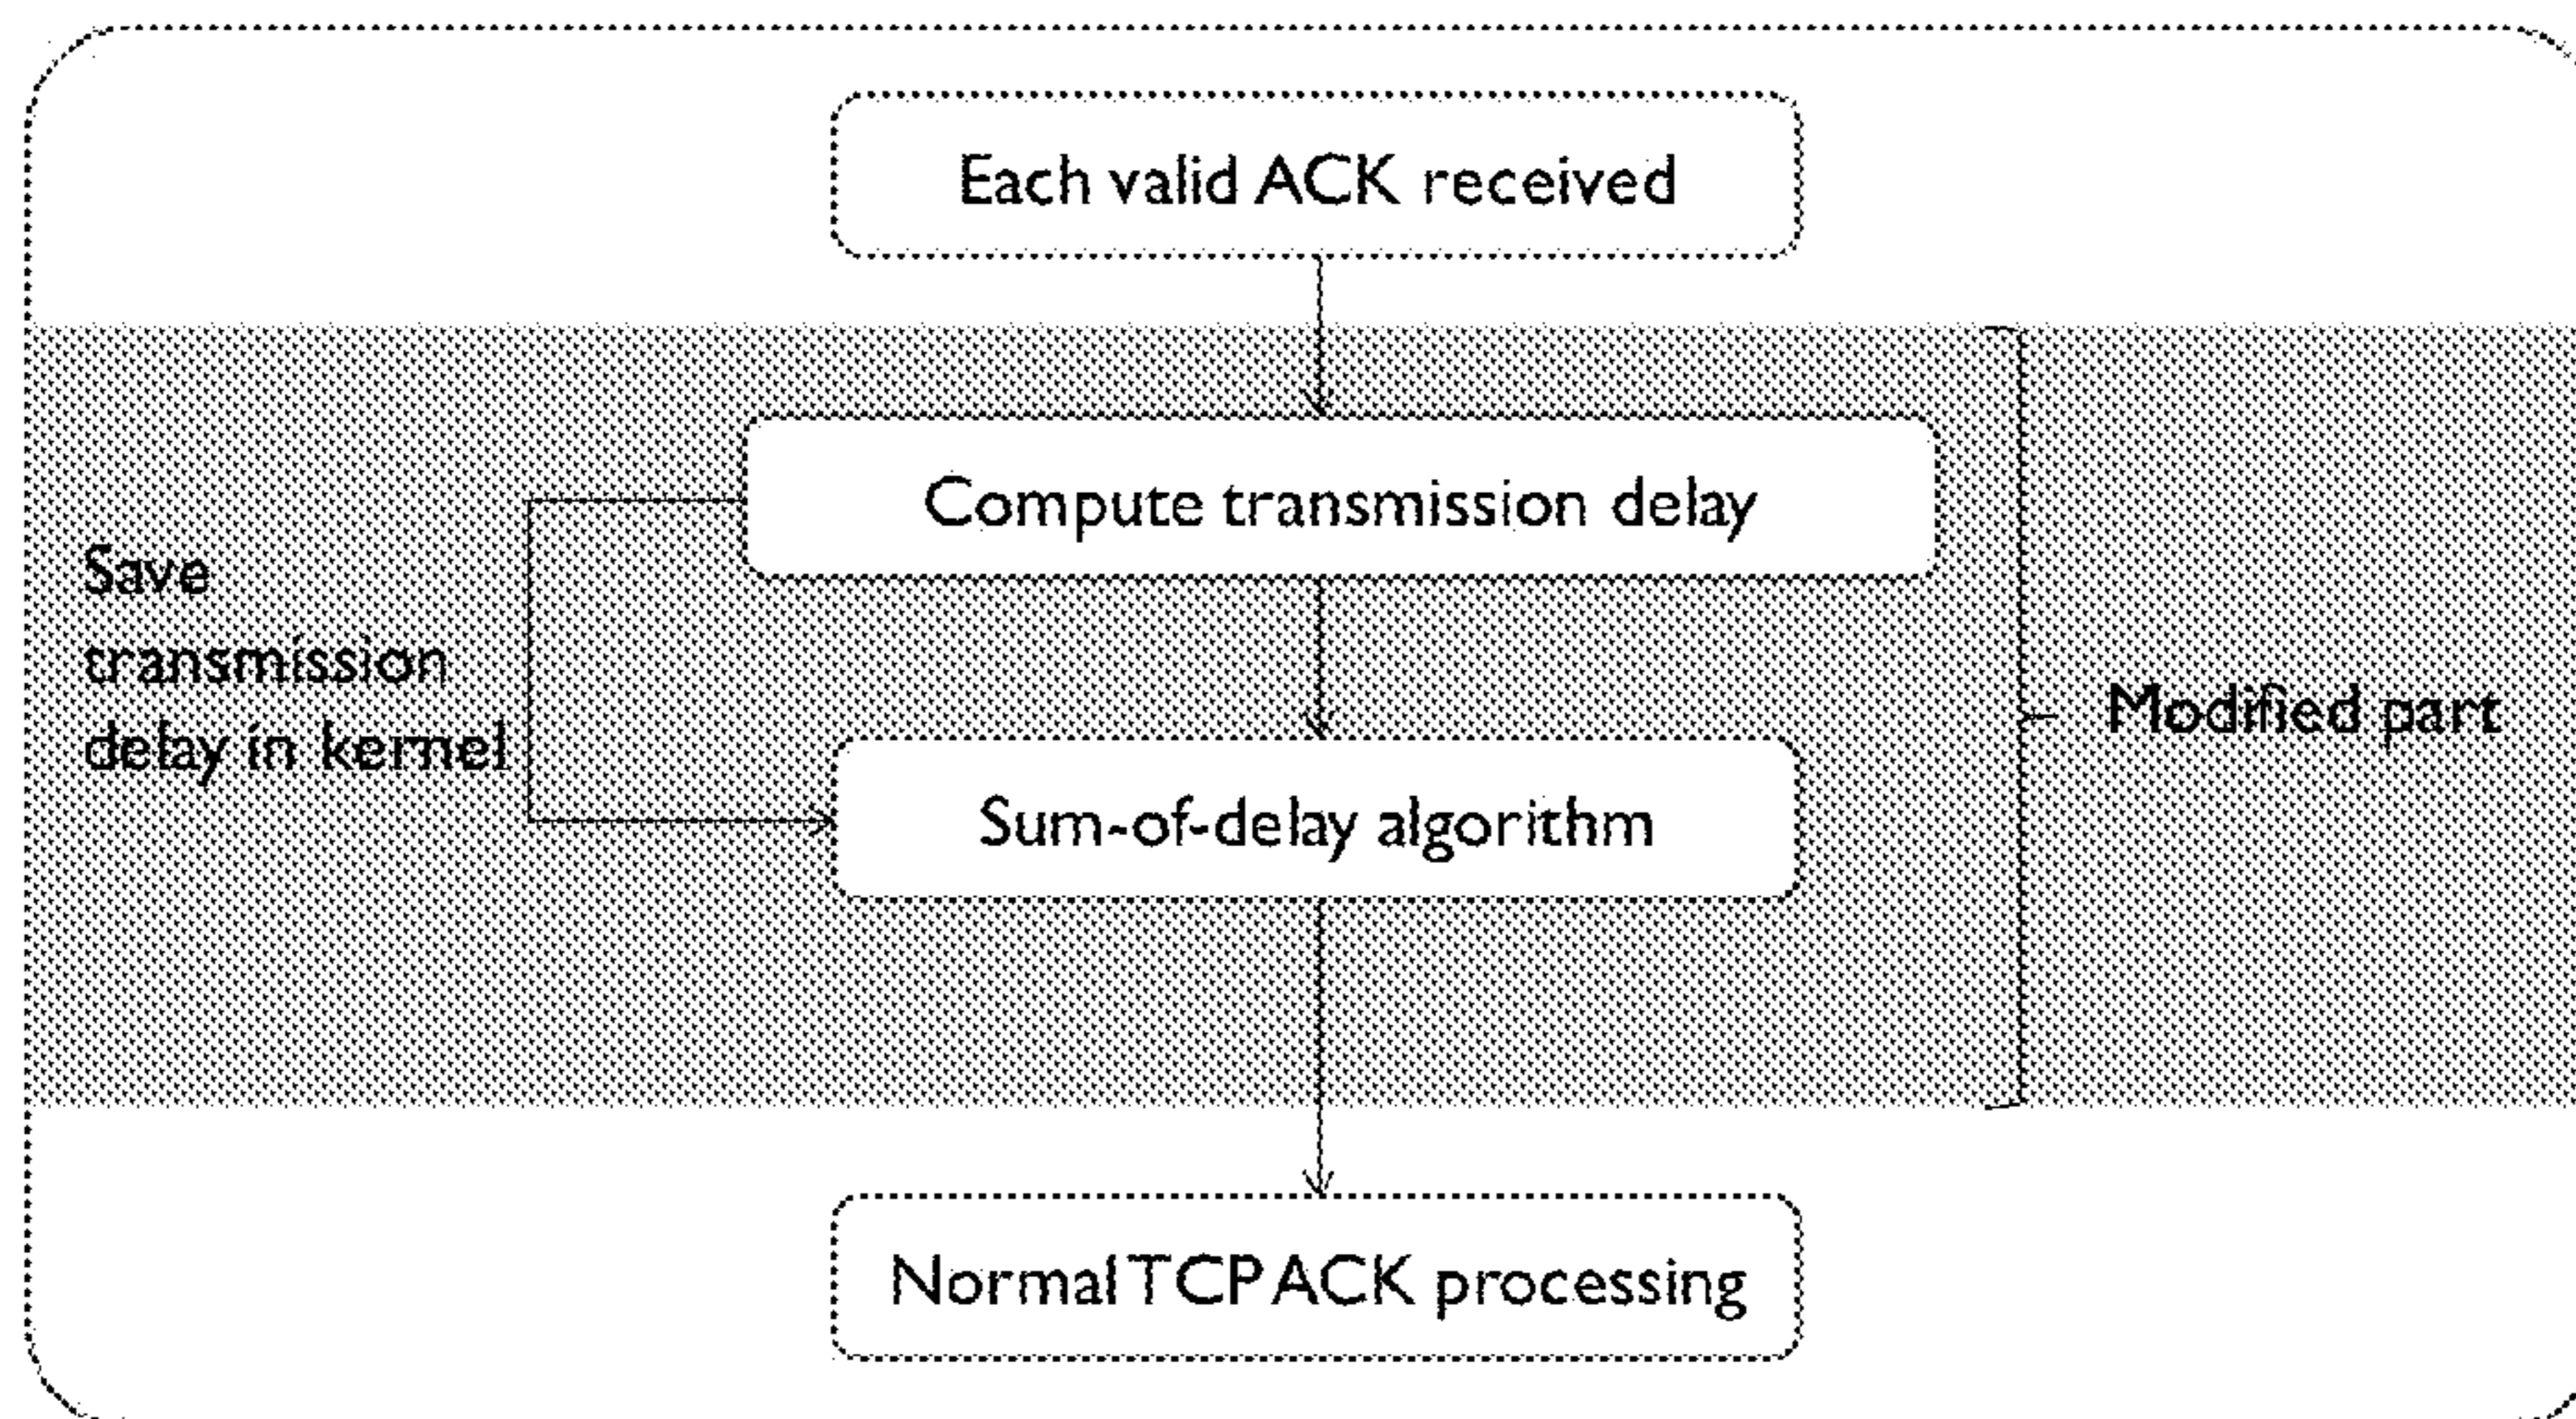 Each valid ACK received
Compute transmission delay
Save
transmission
delay in kernel
Modified part
Sum-of-delay algorithm
Normal TCP ACK processing